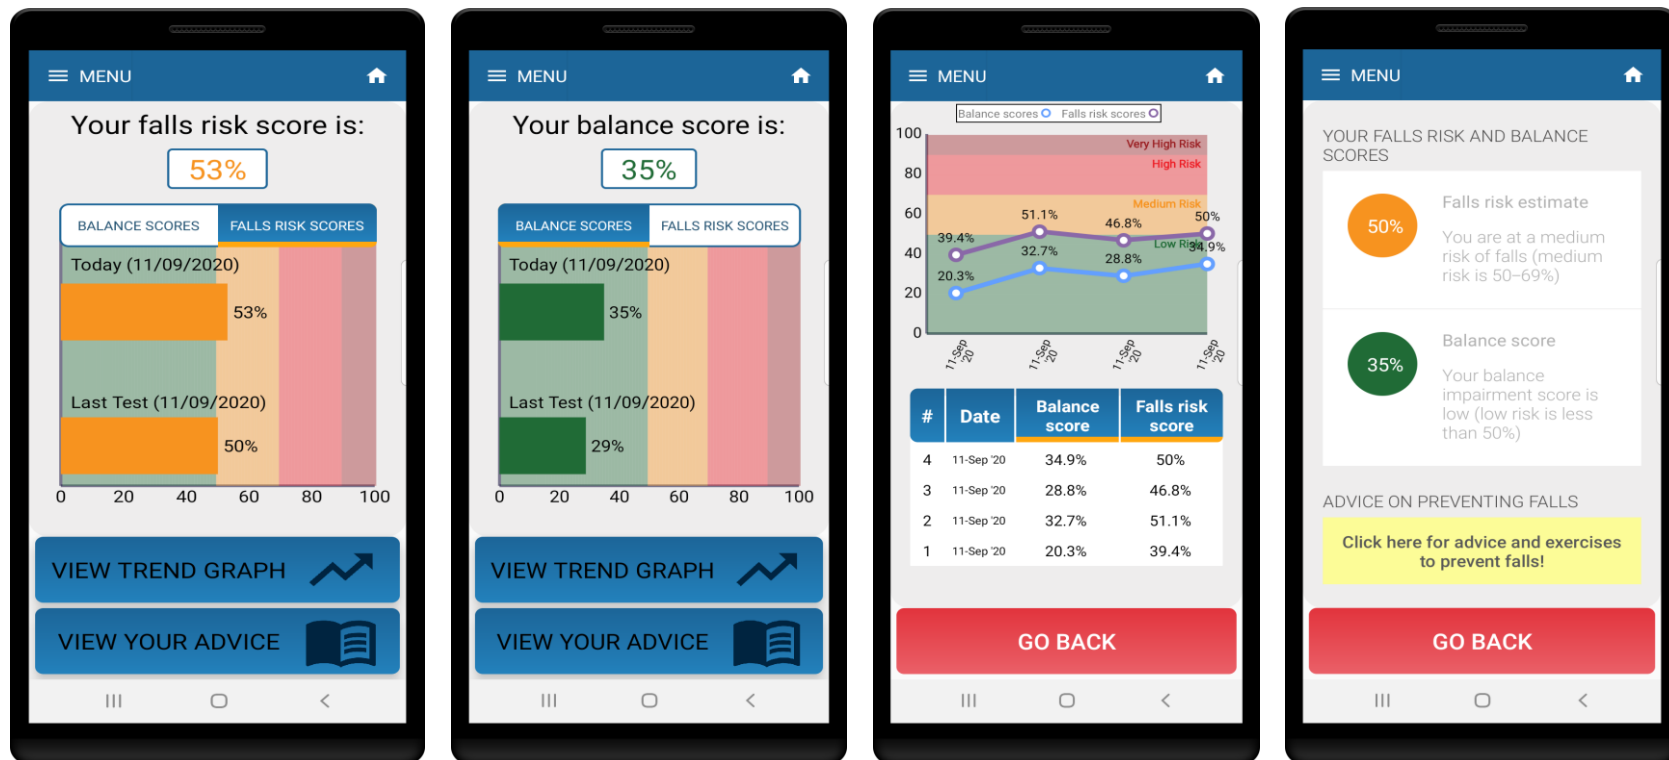 MENU
Your falls risk score is:
53%
BALANCE SCORES FALLS RISK SCORES
Today (11/09/2020)
53%
Last Test (11/09/2020)
50%
0 20 40 60 80 100
VIEW TREND GRAPH
VIEW YOUR ADVICE
MENU
Your balance score is:
35%
BALANCE SCORES FALLS RISK SCORES
Today (11/09/2020)
35%
Last Test (11/09/2020)
29%
0 20 40 60 80 100
VIEW TREND GRAPH
VIEW YOUR ADVICE
MENU
Balance scores Falls risk scores
100
Very High Risk
High Risk
80
Medium Risk
60
51.1% 46.8% 50%
39.4%
Low Risk
40
32.7% 28.8% 34.9%
20.3%
20
0
11-Sep '20 11-Sep '20 11-Sep '20 11-Sep '20
# Date Balance score Falls risk score
4 11-Sep '20 34.9% 50%
3 11-Sep '20 28.8% 46.8%
2 11-Sep '20 32.7% 51.1%
1 11-Sep '20 20.3% 39.4%
GO BACK
MENU
YOUR FALLS RISK AND BALANCE
SCORES
50%
Falls risk estimate
You are at a medium
risk of falls (medium
risk is 50–69%)
35%
Balance score
Your balance
impairment score is
low (low risk is less
than 50%)
ADVICE ON PREVENTING FALLS
Click here for advice and exercises
to prevent falls!
GO BACK